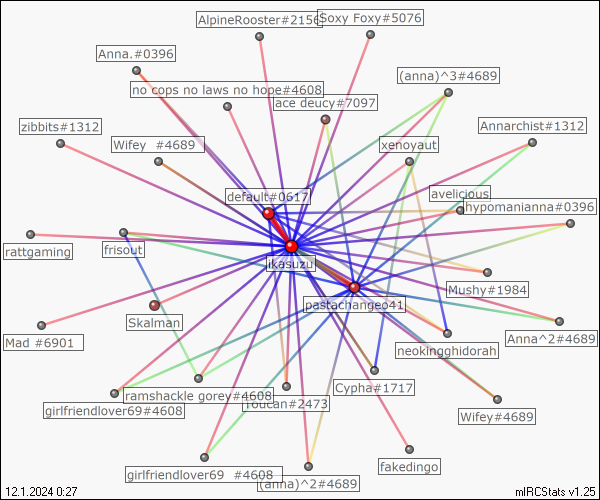 AlpineRooster#2156
Soxy Foxy#5076
Anna.#0396
(anna)^3#4689
no cops no laws no hope#4608
ace deucy#7097
zibbits#1312
Annarchist#1312
Wifey #4689
xenoyaut
default#0617
avelicious
hypomanianna#0396
rattgaming
frisout
likasuzu
Mushy#1984
pastachangeo41
Skalman
Mad #6901
Anna^2#4689
neokingghidorah
Cypha#1717
ramshackle gorey#4608
Toucan#2473
girlfriendlover69#4608
Wifey#4689
girlfriendlover69 #4608
(anna)^2#4689
fakedingo
12.1.2024 0:27
mIRCStats v1.25